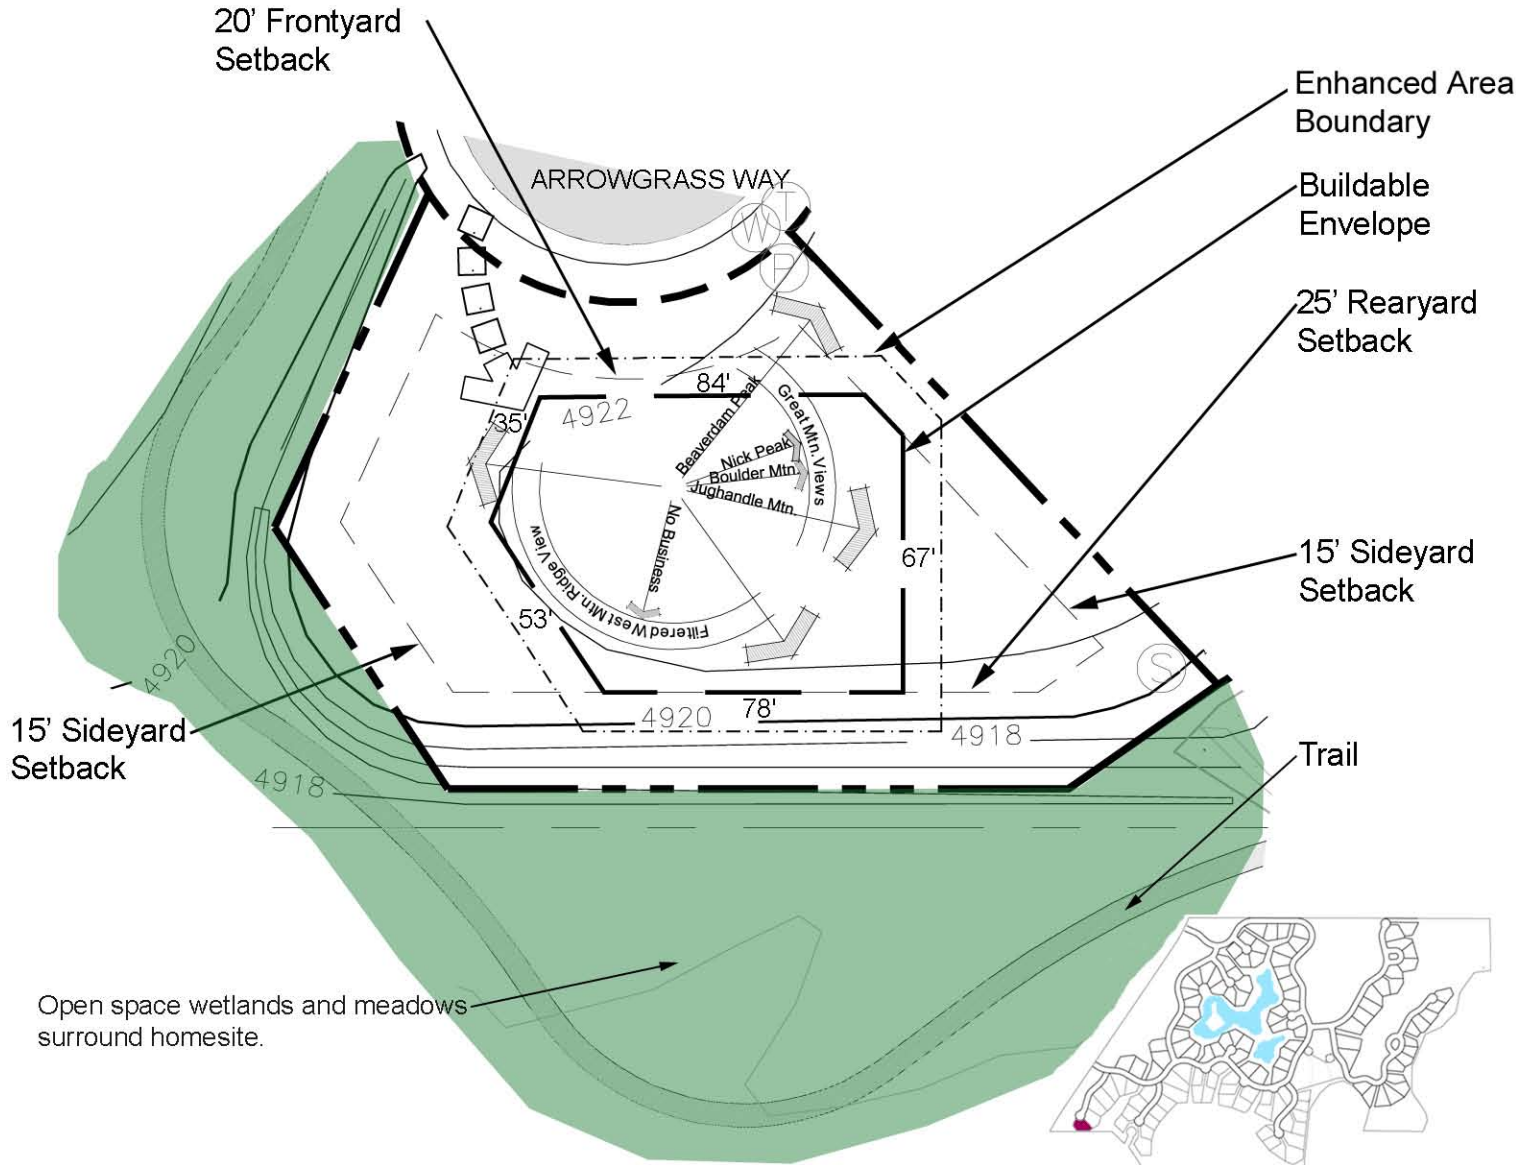 20' Frontyard
Setback
Enhanced Area
Boundary
ARROWGRASS WAY
T
W
P
Buildable
Envelope
25' Rearyard
Setback
84'
35'
4922
Beaverdam Peak
Great Mtn. Views
Nick Peak
Boulder Mtn.
Jughandle Mtn.
No Business
Filtered West Mtn. Ridge View
67'
53'
15' Sideyard
Setback
S
4920
15' Sideyard
Setback
4920
78'
4918
4918
Trail
Open space wetlands and meadows
surround homesite.